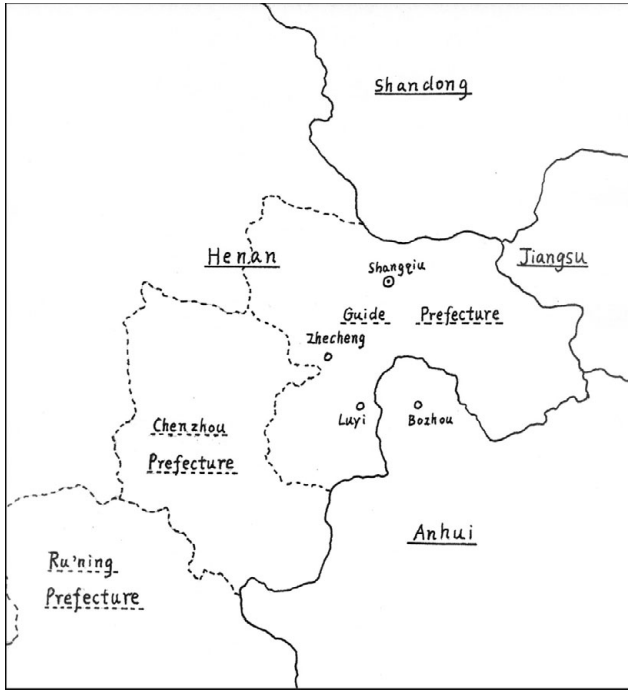 Shandong
Henan
Jiangsu
Shangqiu
Guide Prefecture
Zhecheng
Luyi
Bozhou
Chenzhou
Prefecture
Anhui
Ru'ning
Prefecture